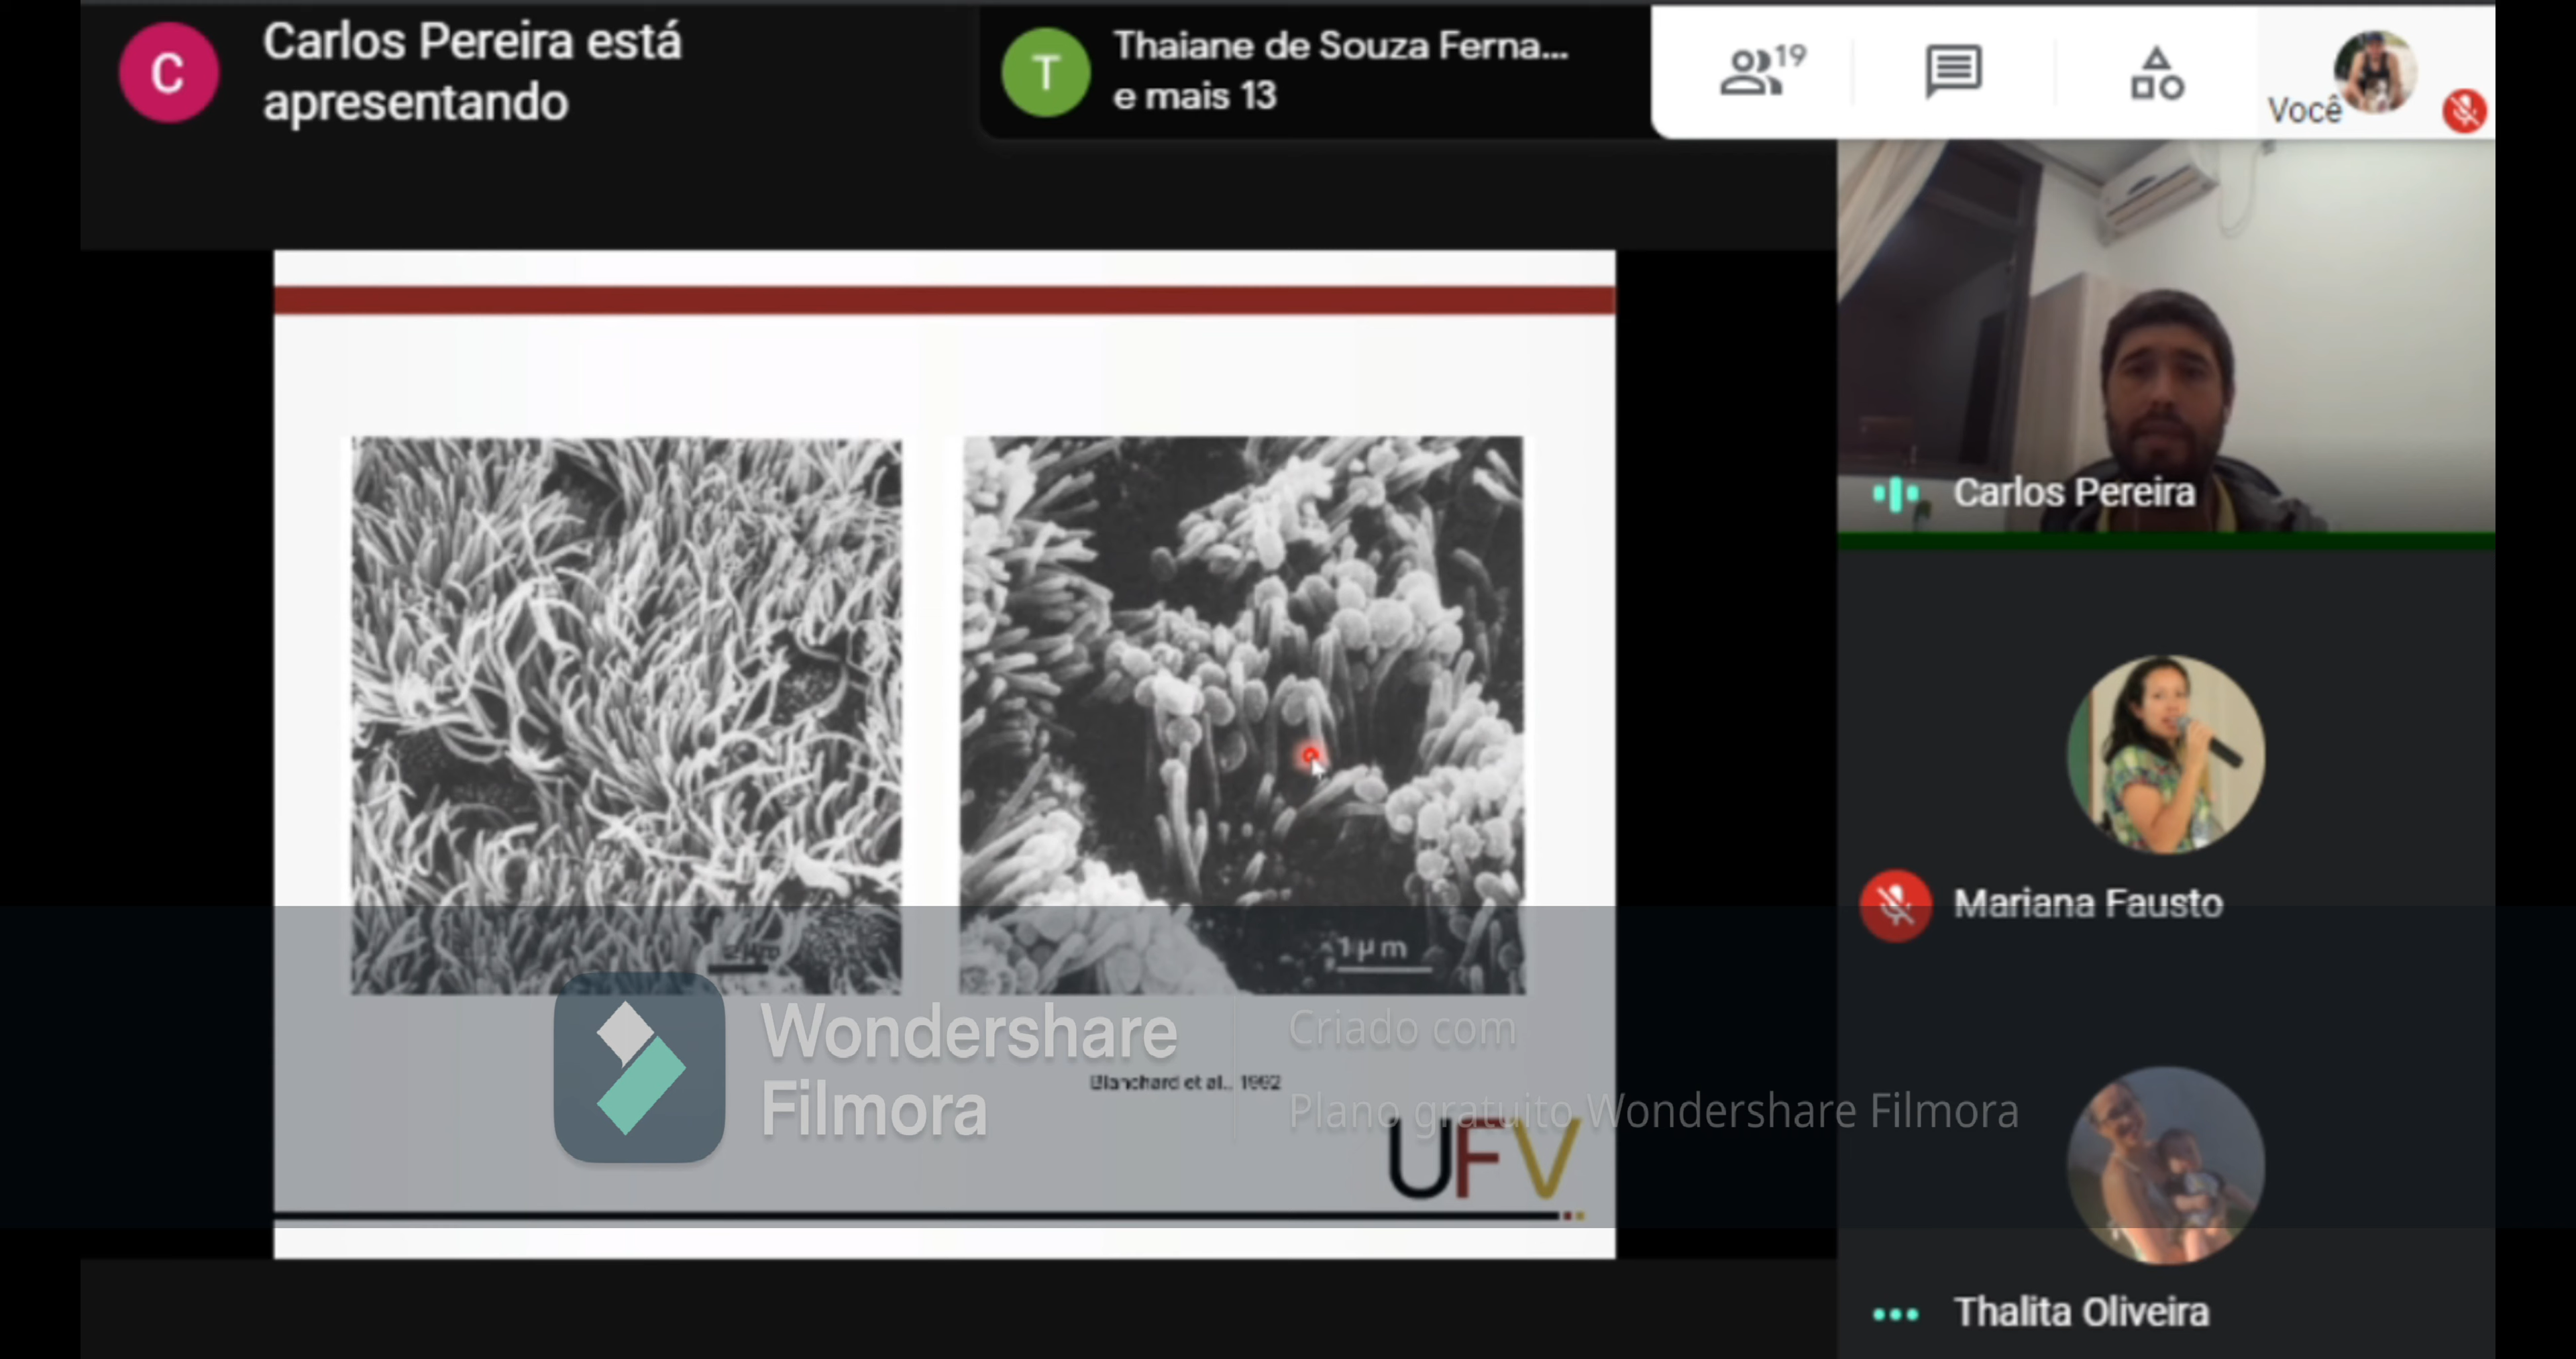 C
Carlos Pereira está
apresentando
T
Thaiane de Souza Ferna...
e mais 13
19
Você
Carlos Pereira
Mariana Fausto
Thalita Oliveira
1 µm
Wondershare
Filmora
Criado com
Plano gratuito Wondershare Filmora
Blanchard et al., 1992
UFV